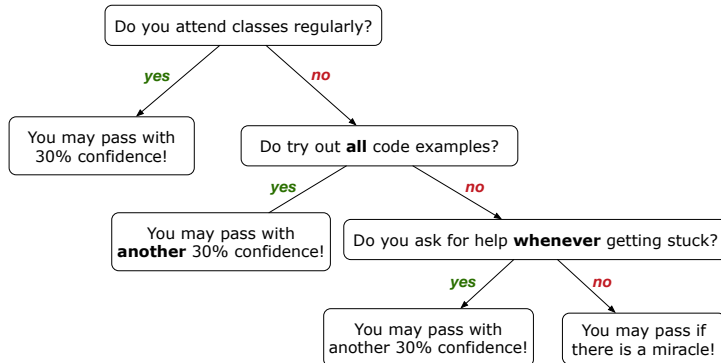 Do you attend classes regularly?
yes
no
You may pass with
30% confidence!
Do try out all code examples?
yes
no
You may pass with
another 30% confidence!
Do you ask for help whenever getting stuck?
yes
no
You may pass with
another 30% confidence!
You may pass if
there is a miracle!